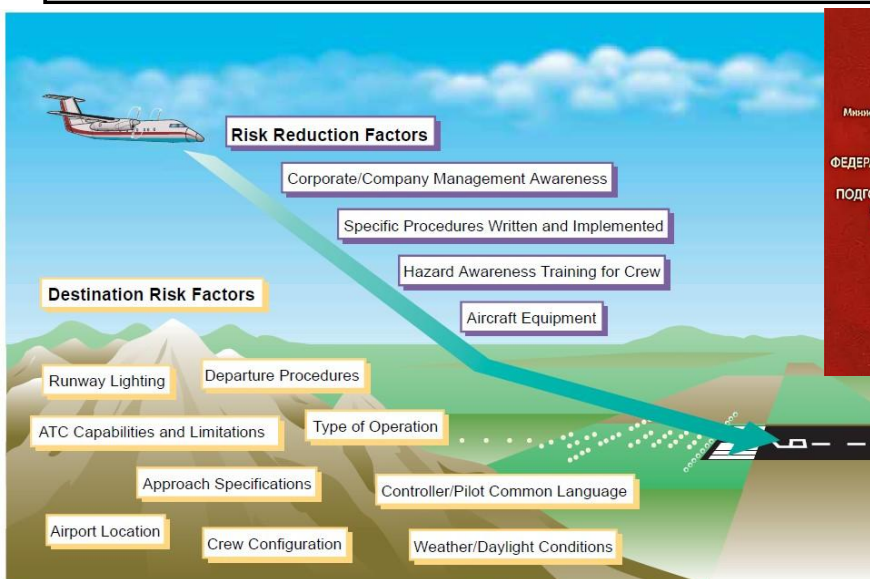 Risk Reduction Factors
Corporate/Company Management Awareness
Specific Procedures Written and Implemented
Hazard Awareness Training for Crew
Aircraft Equipment
Destination Risk Factors
Runway Lighting
Departure Procedures
ATC Capabilities and Limitations
Type of Operation
Approach Specifications
Controller/Pilot Common Language
Airport Location
Crew Configuration
Weather/Daylight Conditions